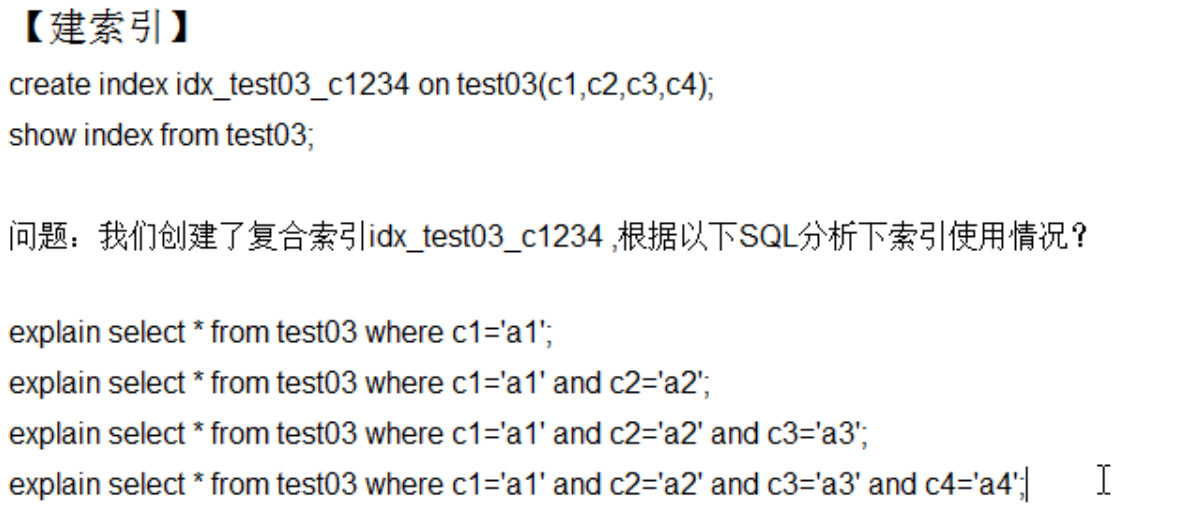 【建索引】
create index idx_test03_c1234 on test03(c1,c2,c3,c4);
show index from test03;
问题：我们创建了复合索引idx_test03_c1234 ,根据以下SQL分析下索引使用情况？
explain select * from test03 where c1='a1';
explain select * from test03 where c1='a1' and c2='a2';
explain select * from test03 where c1='a1' and c2='a2' and c3='a3';
explain select * from test03 where c1='a1' and c2='a2' and c3='a3' and c4='a4';